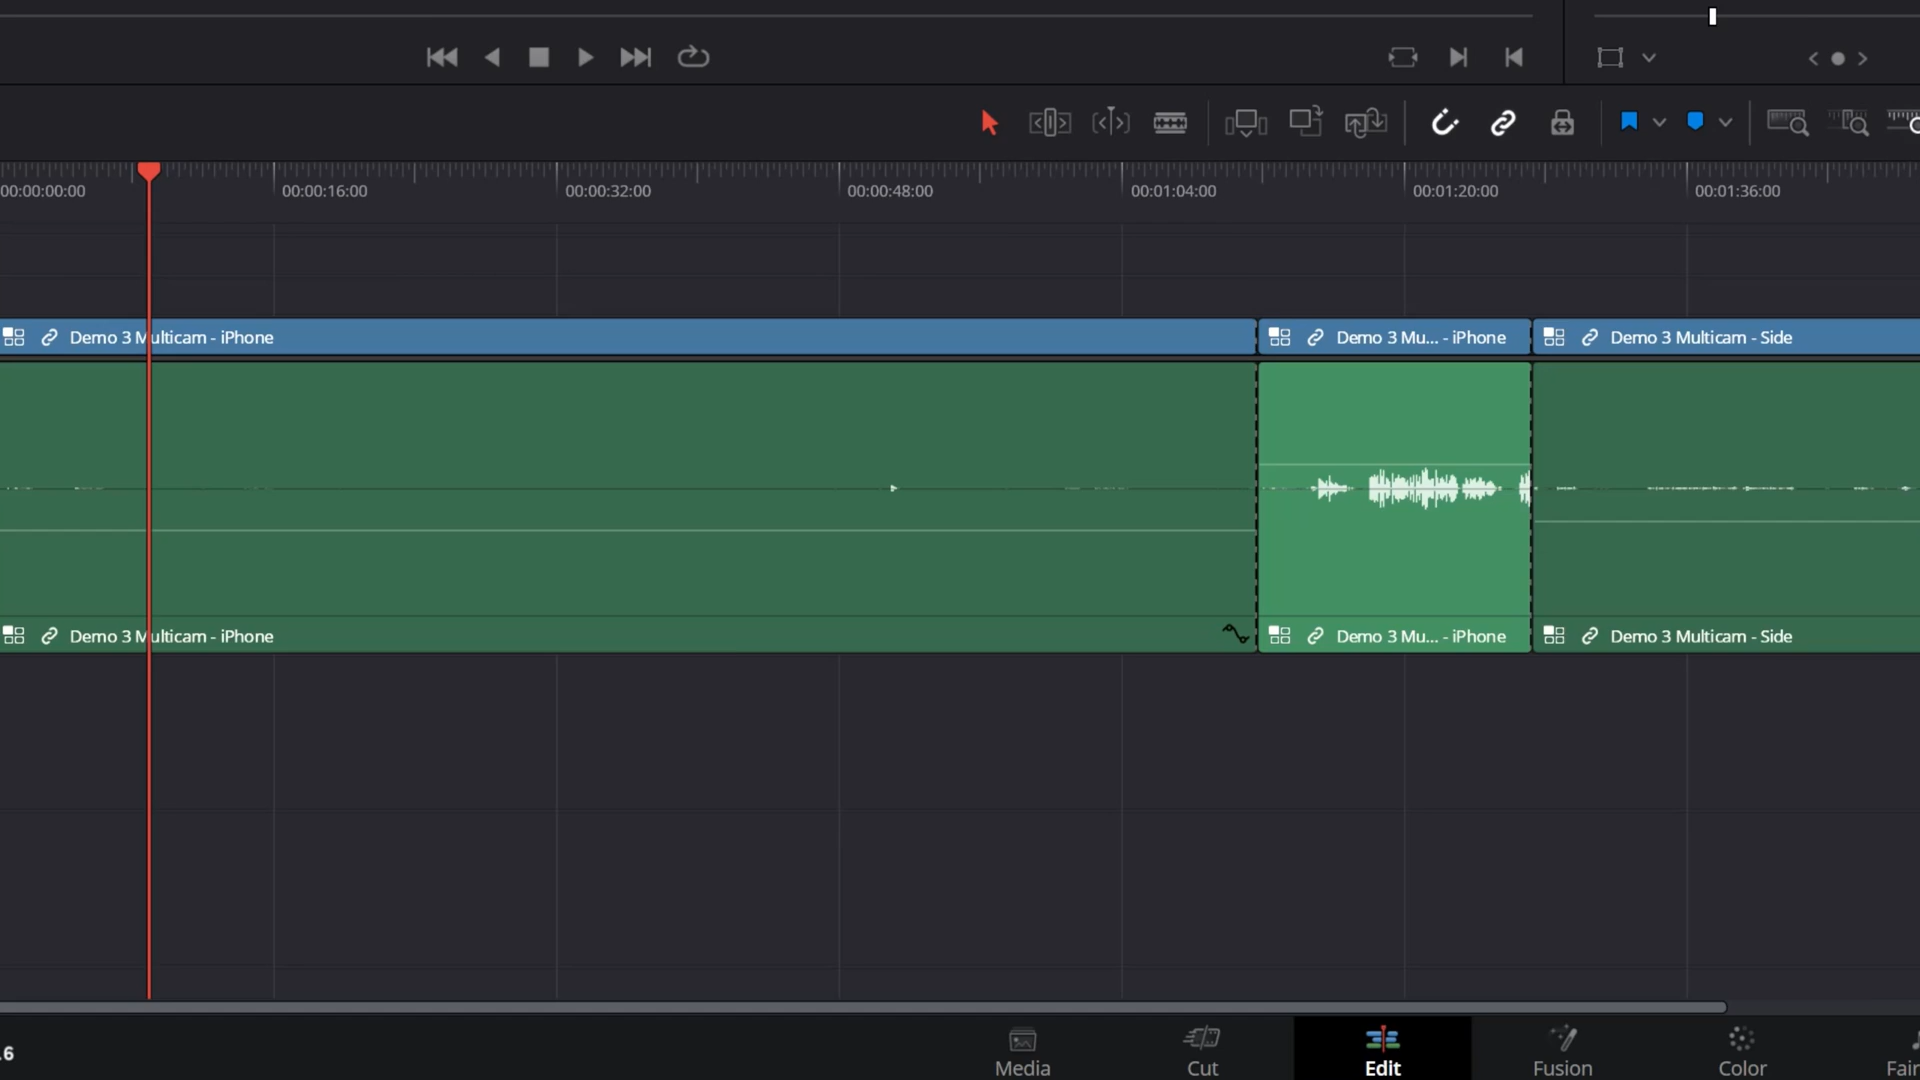 00:00:00:00 00:00:16:00 00:00:32:00 00:00:48:00 00:01:04:00 00:01:20:00 00:01:36:00
Demo 3 Multicam - iPhone Demo 3 Mu... - iPhone Demo 3 Multicam - Side
Demo 3 Multicam - iPhone Demo 3 Mu... - iPhone Demo 3 Multicam - Side
.6
Media Cut Edit Fusion Color Fair